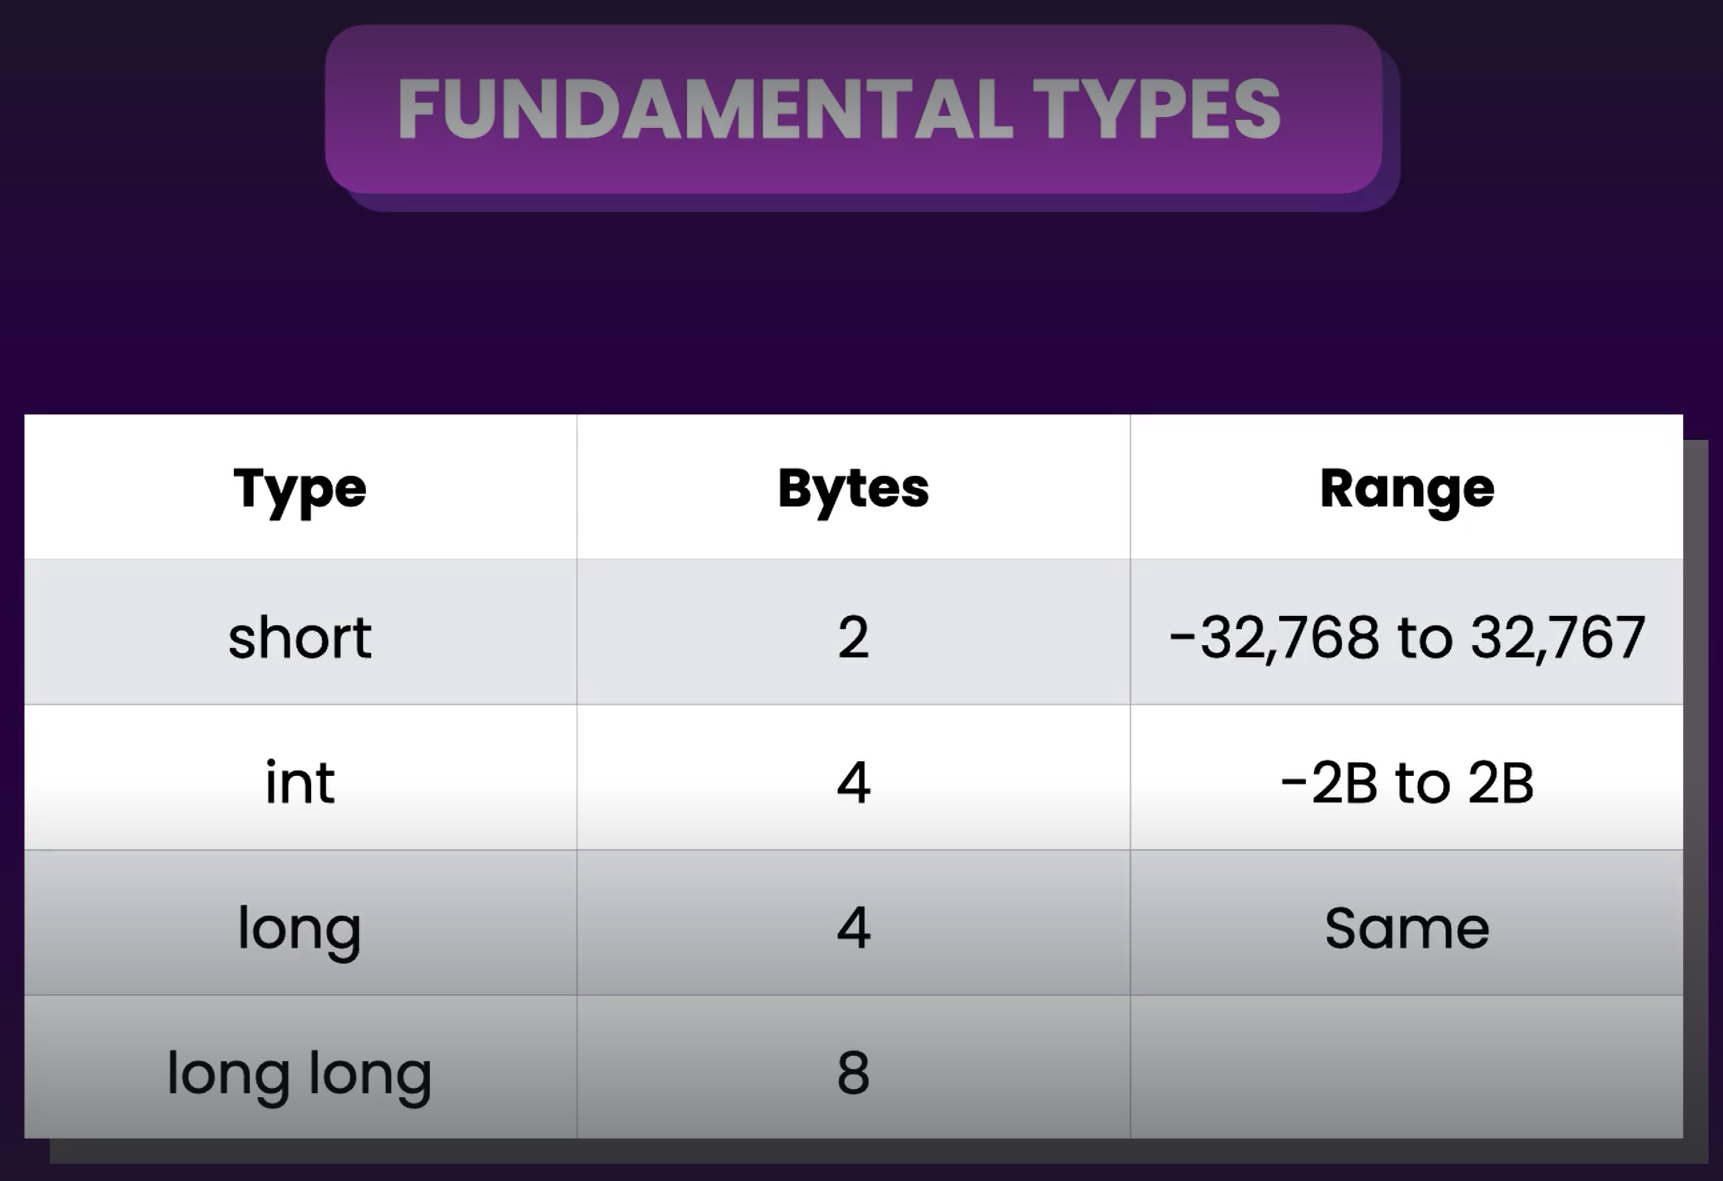 FUNDAMENTAL TYPES
Type Bytes Range
short 2 -32,768 to 32,767
int 4 -2B to 2B
long 4 Same
long long 8